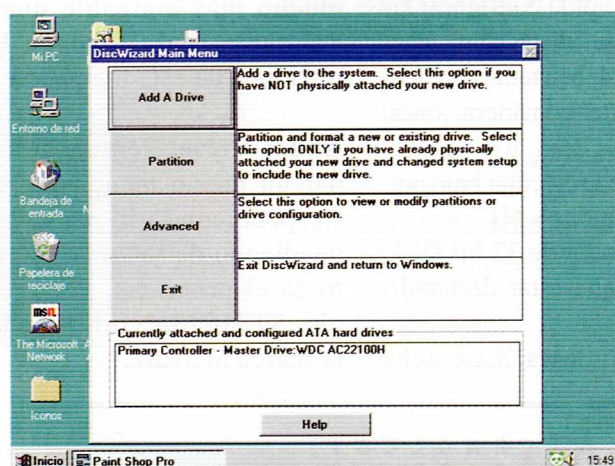 Mi PC
Entorno de red
Bandeja de
entrada
Papelera de
reciclaje
The Microsoft
Network
Iconos
msn.
DiscWizard Main Menu
Add A Drive
Add a drive to the system. Select this option if you
have NOT physically attached your new drive.
Partition
Partition and format a new or existing drive. Select
this option ONLY if you have already physically
attached your new drive and changed system setup
to include the new drive.
Advanced
Select this option to view or modify partitions or
drive configuration.
Exit
Exit DiscWizard and return to Windows.
Currently attached and configured ATA hard drives
Primary Controller - Master Drive:WDC AC22100H
Help
Inicio
Paint Shop Pro
15:49